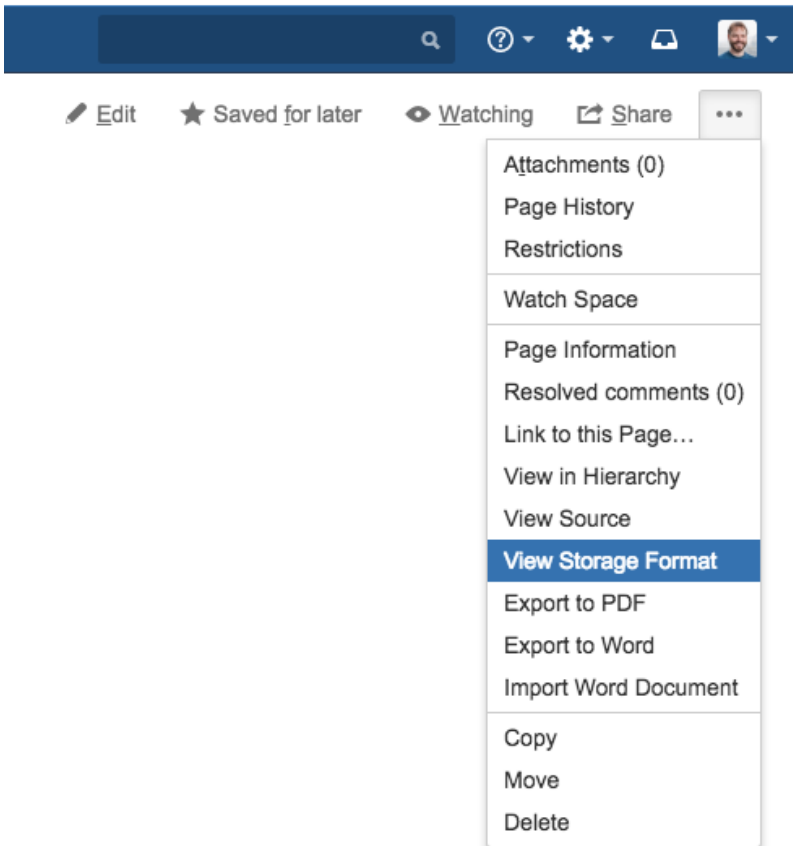 Edit Saved for later Watching Share
Attachments (0)
Page History
Restrictions
Watch Space
Page Information
Resolved comments (0)
Link to this Page…
View in Hierarchy
View Source
View Storage Format
Export to PDF
Export to Word
Import Word Document
Copy
Move
Delete